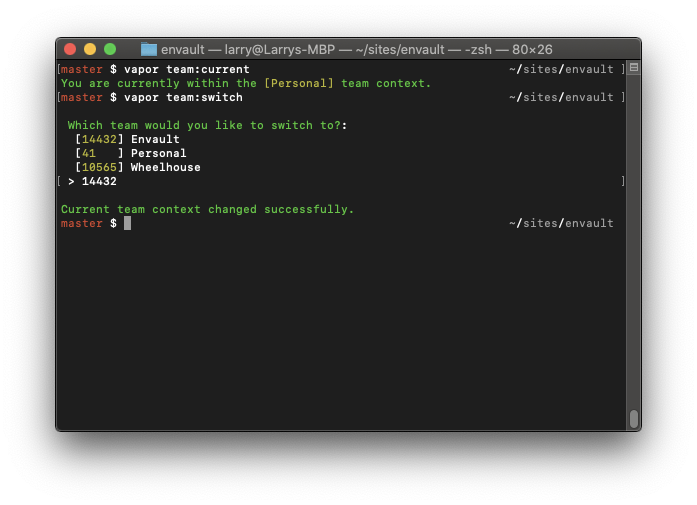 envault — larry@Larrys-MBP — ~/sites/envault — -zsh — 80×26
[master $ vapor team:current ~/sites/envault ]
You are currently within the [Personal] team context.
[master $ vapor team:switch ~/sites/envault ]
Which team would you like to switch to?:
[14432] Envault
[41   ] Personal
[10565] Wheelhouse
[ > 14432 ]
Current team context changed successfully.
master $ ~/sites/envault